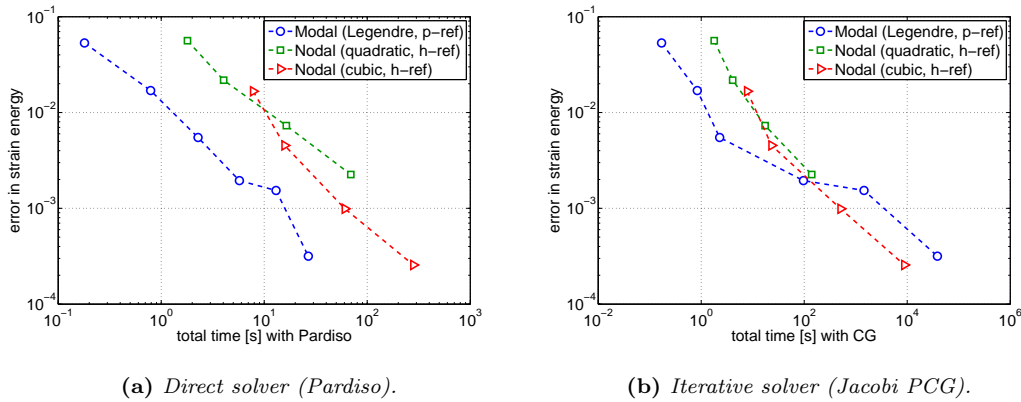 10^-1
10^-2
10^-3
10^-4
error in strain energy
Modal (Legendre, p-ref)
Nodal (quadratic, h-ref)
Nodal (cubic, h-ref)
10^-1 10^0 10^1 10^2 10^3
total time [s] with Pardiso
(a) Direct solver (Pardiso).
10^-1
10^-2
10^-3
10^-4
error in strain energy
Modal (Legendre, p-ref)
Nodal (quadratic, h-ref)
Nodal (cubic, h-ref)
10^-2 10^0 10^2 10^4 10^6
total time [s] with CG
(b) Iterative solver (Jacobi PCG).